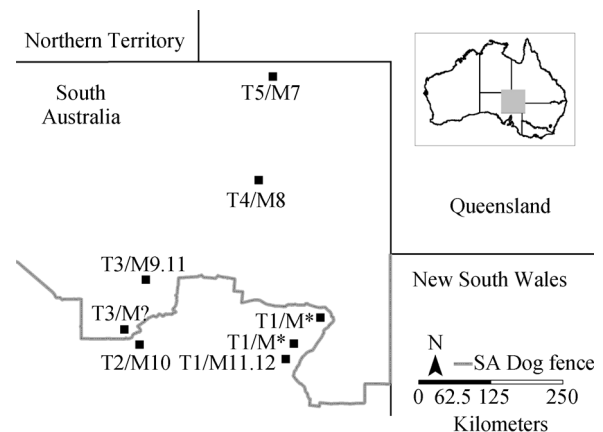 Northern Territory
South
Australia
T5/M7
T4/M8
Queensland
T3/M9.11
New South Wales
T3/M?
T1/M*
T1/M*
T2/M10
T1/M11.12
N
SA Dog fence
0 62.5 125 250
Kilometers